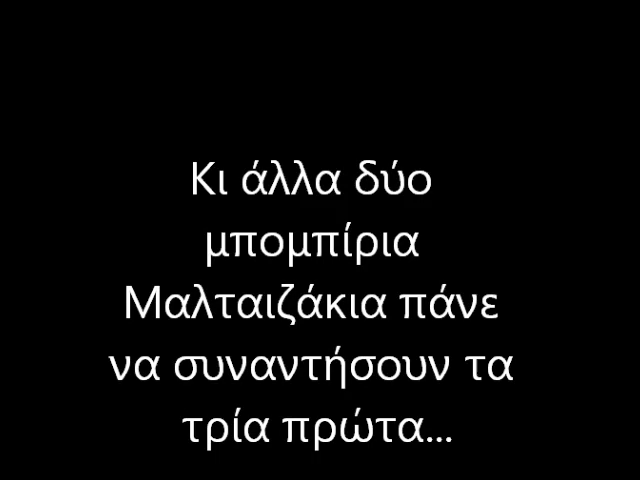 Κι άλλα δύο
μπομπίρια
Μαλταιζάκια πάνε
να συναντήσουν τα
τρία πρώτα...